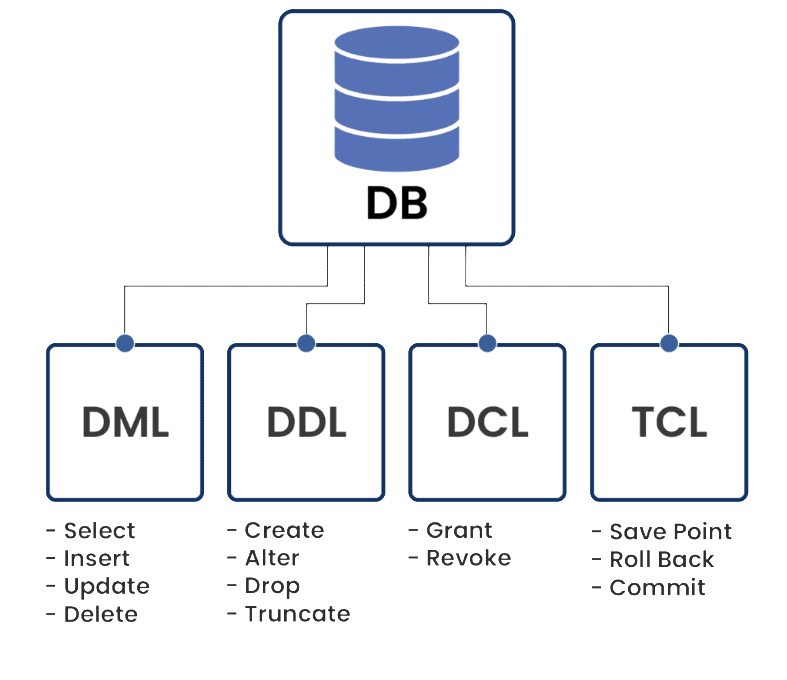 DB
DML
DDL
DCL
TCL
- Select
- Insert
- Update
- Delete
- Create
- Alter
- Drop
- Truncate
- Grant
- Revoke
- Save Point
- Roll Back
- Commit